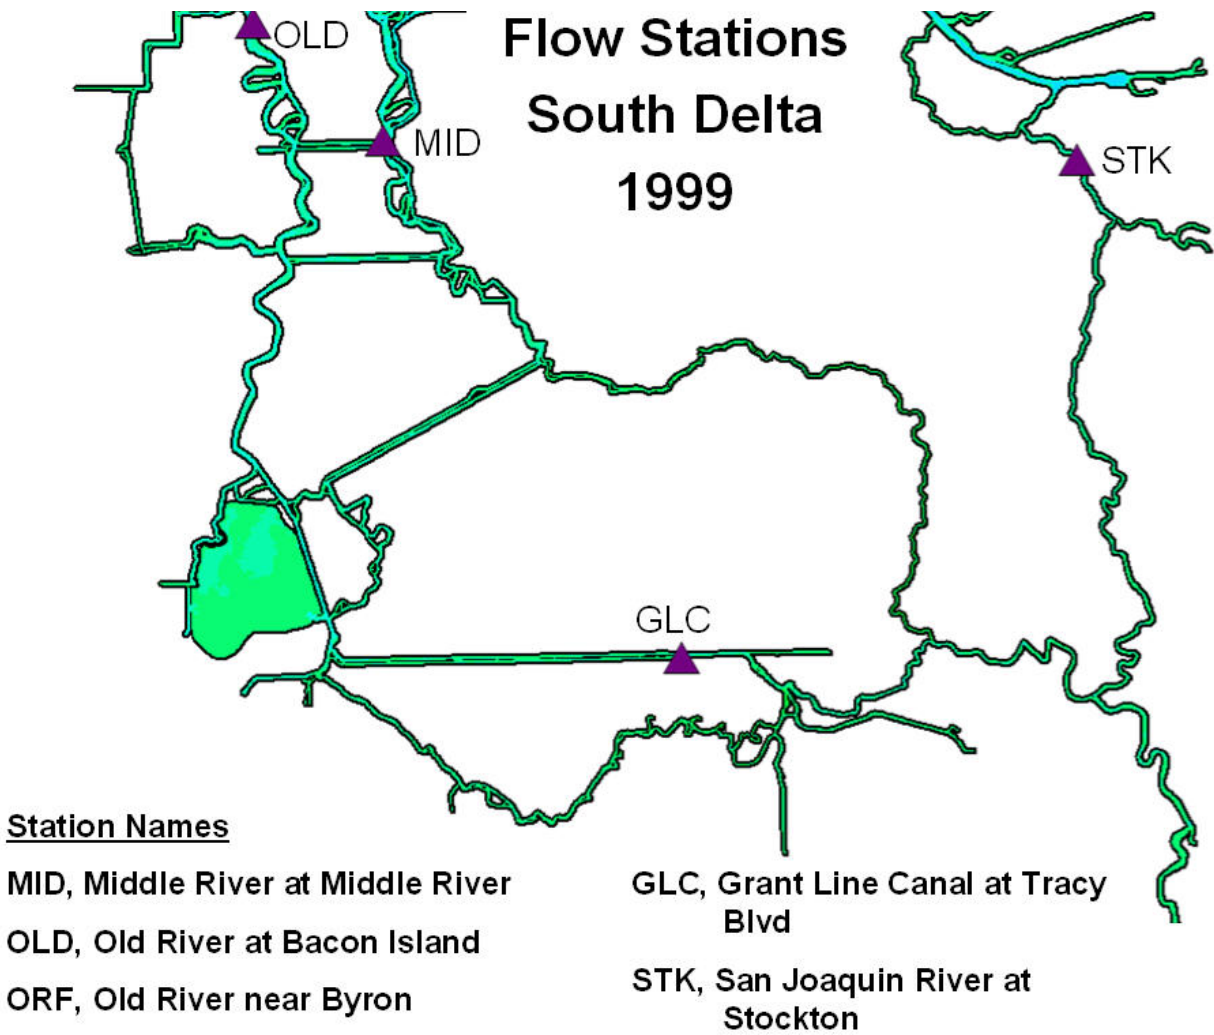 OLD
Flow Stations
South Delta
1999
MID
STK
GLC
Station Names
MID, Middle River at Middle River
OLD, Old River at Bacon Island
ORF, Old River near Byron
GLC, Grant Line Canal at Tracy
Blvd
STK, San Joaquin River at
Stockton